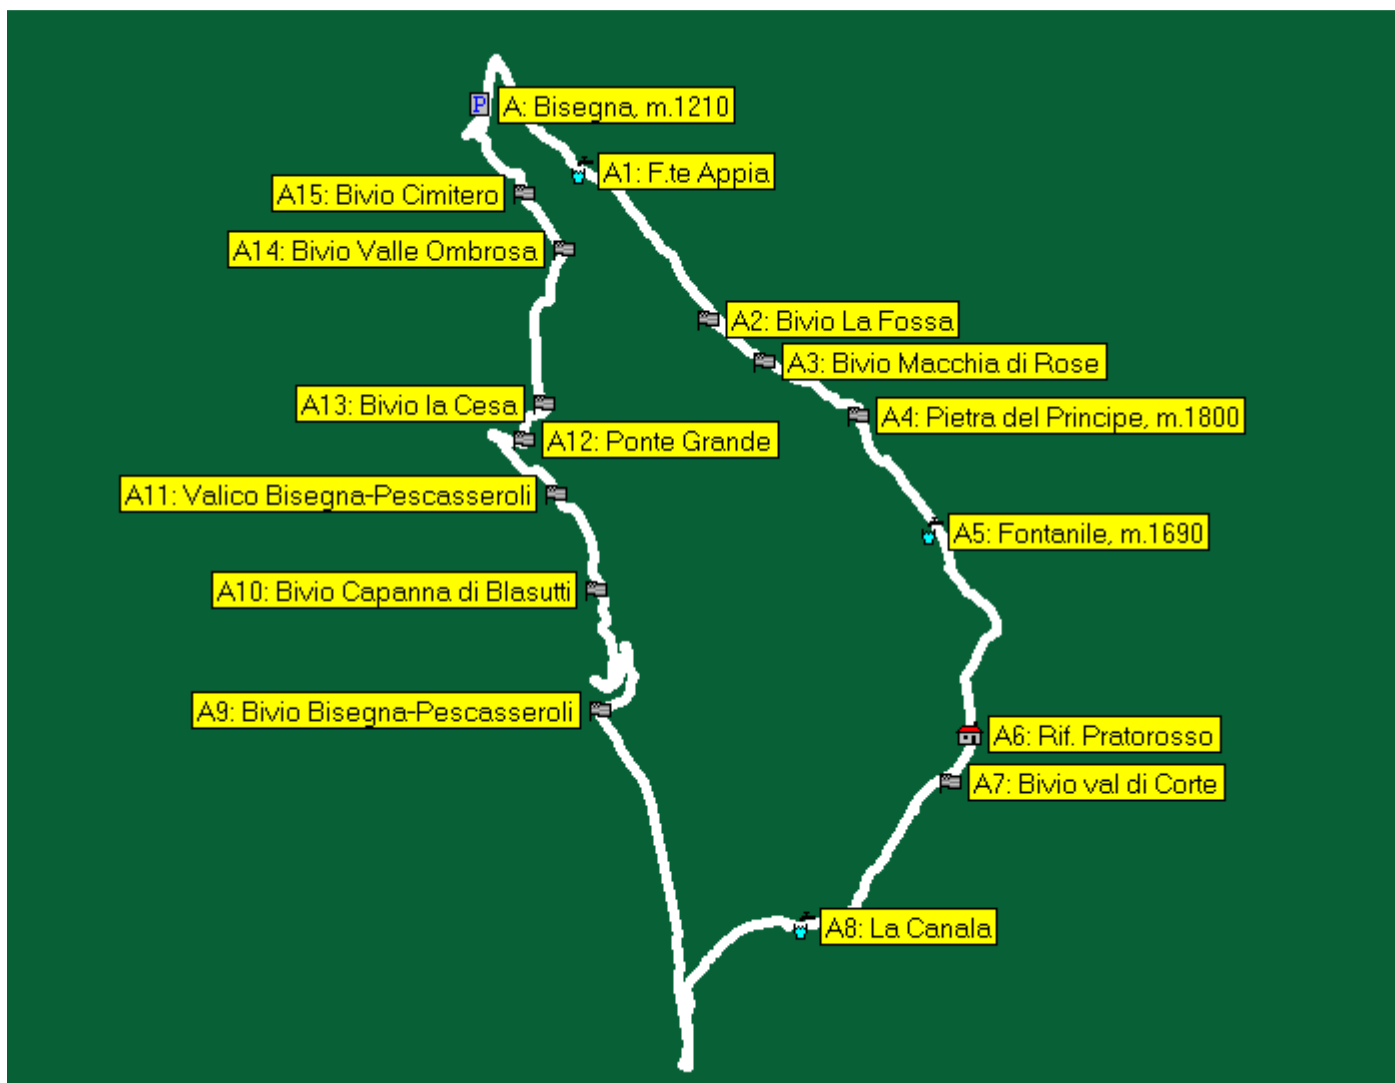 P
A: Bisegna, m.1210
A1: F.te Appia
A15: Bivio Cimitero
A14: Bivio Valle Ombrosa
A2: Bivio La Fossa
A3: Bivio Macchia di Rose
A13: Bivio la Cesa
A4: Pietra del Principe, m.1800
A12: Ponte Grande
A11: Valico Bisegna-Pescasseroli
A5: Fontanile, m.1690
A10: Bivio Capanna di Blasutti
A9: Bivio Bisegna-Pescasseroli
A6: Rif. Pratorosso
A7: Bivio val di Corte
A8: La Canala